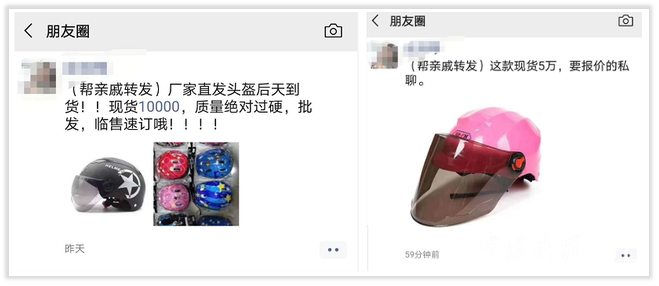 朋友圈
（帮亲戚转发）厂家直发头盔后天到
货！！现货10000，质量绝对过硬，批
发，临售速订哦！！！！
昨天
朋友圈
（帮亲戚转发）这款现货5万，要报价的私
聊。
59分钟前